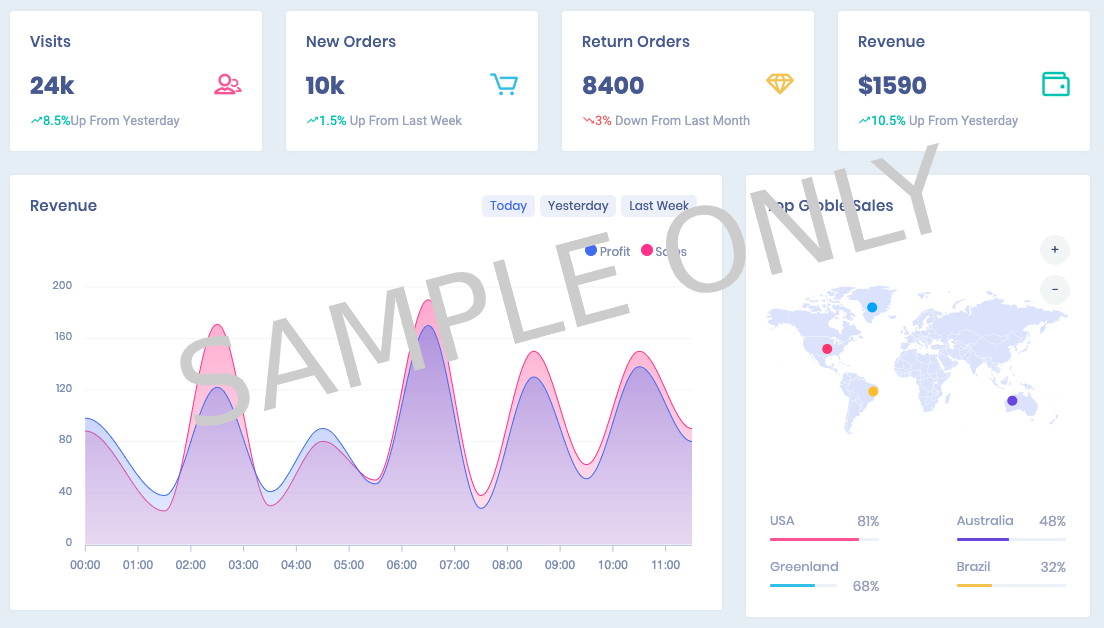 Visits
24k
8.5%Up From Yesterday
New Orders
10k
1.5% Up From Last Week
Return Orders
8400
3% Down From Last Month
Revenue
$1590
10.5% Up From Yesterday
Revenue
Today Yesterday Last Week
Profit Sales
200
160
120
80
40
0
00:00 01:00 02:00 03:00 04:00 05:00 06:00 07:00 08:00 09:00 10:00 11:00
SAMPLE ONLY
Top Globle Sales
+
-
USA 81%
Australia 48%
Greenland 68%
Brazil 32%